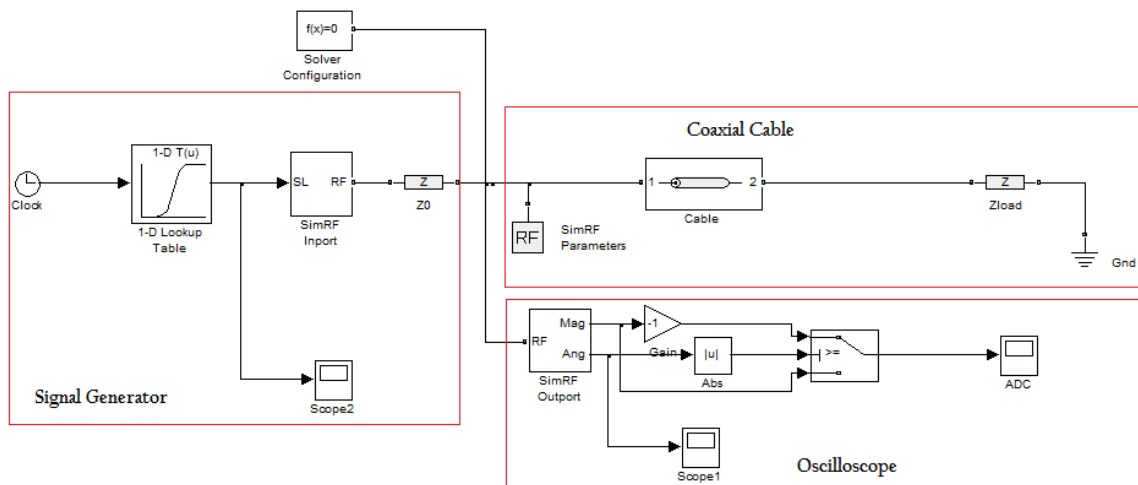 f(x)=0
Solver
Configuration
1-D T(u)
1-D Lookup
Table
Clock
SL RF
SimRF
Inport
Z
Z0
Scope2
Signal Generator
Coaxial Cable
1 2
Cable
RF
SimRF
Parameters
Z
Zload
Gnd
Mag
RF
Ang
SimRF
Outport
-1
Gain
|u|
Abs
>=
ADC
Scope1
Oscilloscope